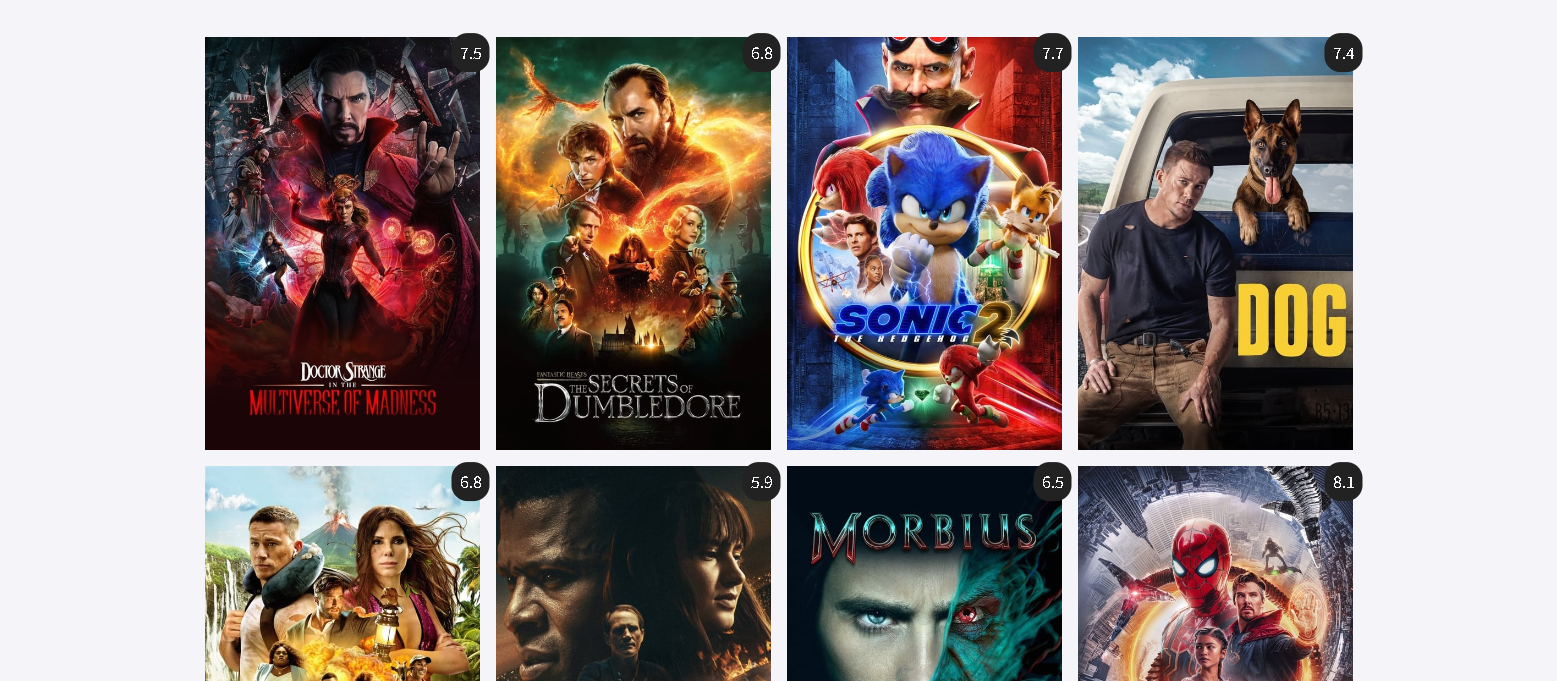 7.5
6.8
7.7
7.4
DOCTOR STRANGE
IN THE
MULTIVERSE OF MADNESS
FANTASTIC BEASTS
THE SECRETS OF
DUMBLEDORE
SONIC 2
THE HEDGEHOG
DOG
6.8
5.9
6.5
8.1
MORBIUS